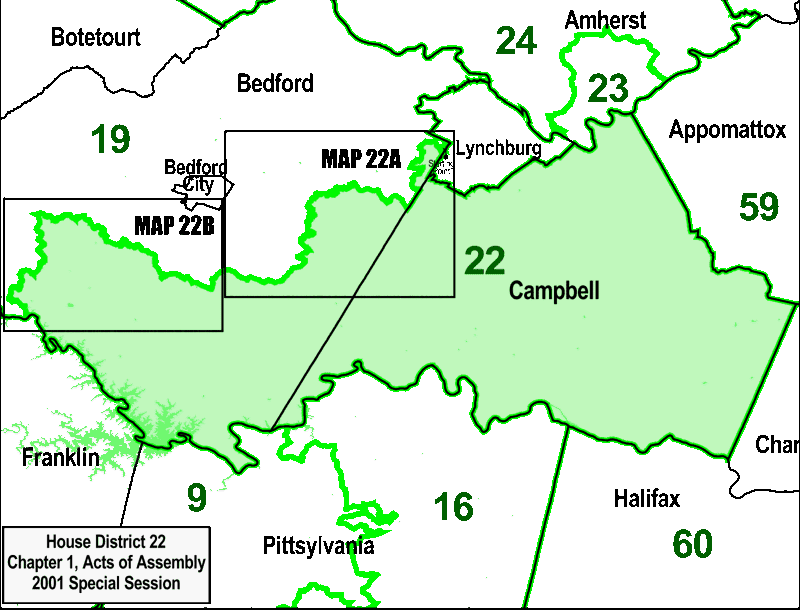 Botetourt
24
Amherst
Bedford
23
19
Appomattox
MAP 22A
Lynchburg
Bedford
City
MAP 22B
59
22
Campbell
Char
Franklin
9
16
Halifax
Pittsylvania
60
House District 22
Chapter 1, Acts of Assembly
2001 Special Session